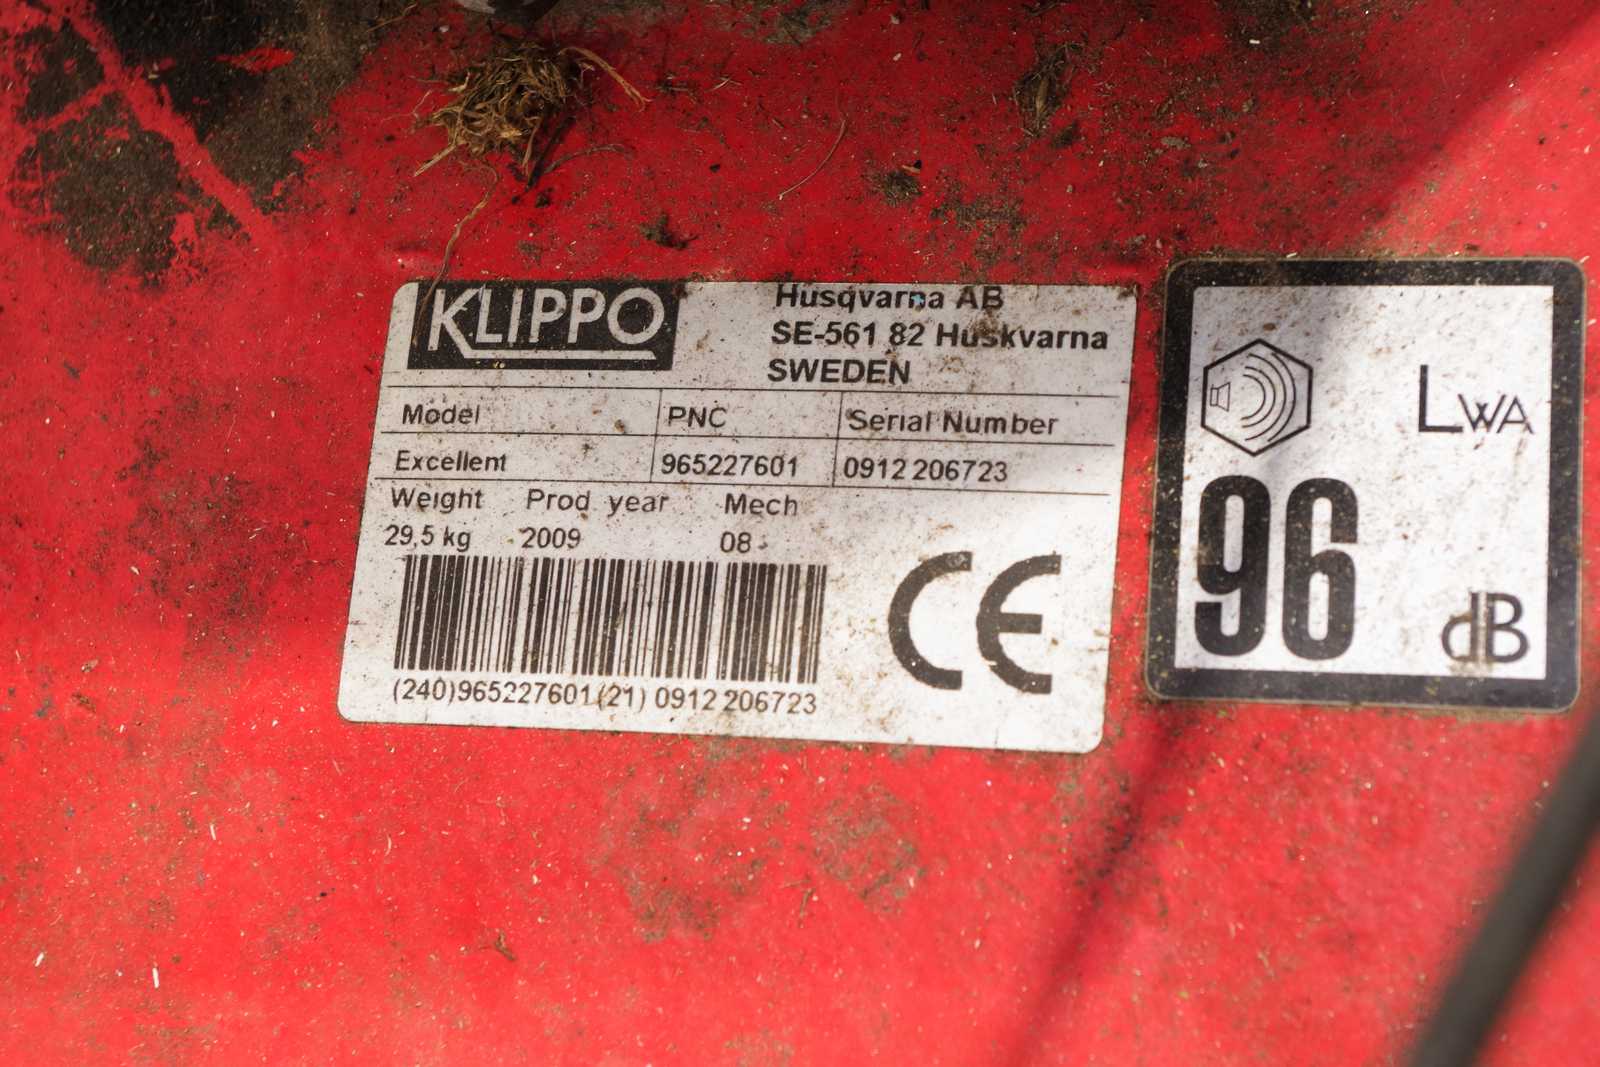 KLIPPO
Husqvarna AB
SE-561 82 Huskvarna
SWEDEN
Model PNC Serial Number
Excellent 965227601 0912 206723
Weight Prod year Mech
29,5 kg 2009 08
(240)965227601(21) 0912 206723
CE
LWA
96
dB